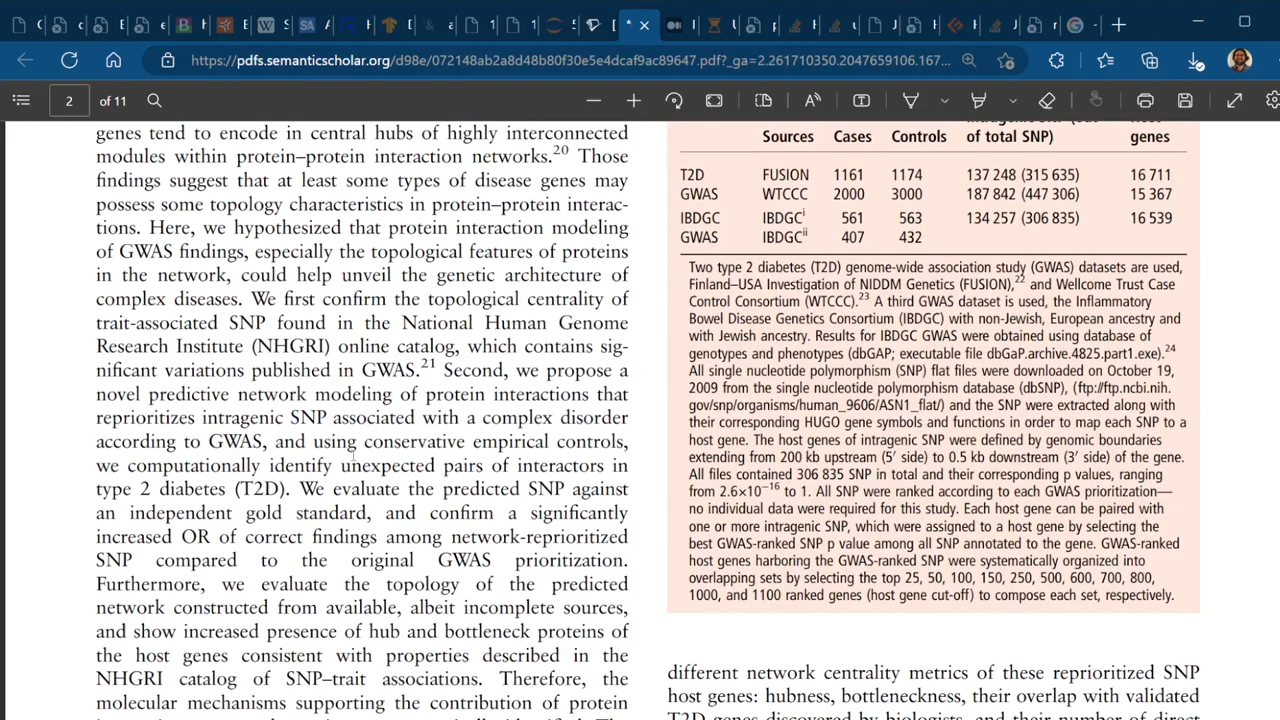 https://pdfs.semanticscholar.org/d98e/072148ab2a8d48b80f30e5e4dcaf9ac89647.pdf?_ga=2.261710350.2047659106.167...
2 of 11
genes tend to encode in central hubs of highly interconnected
modules within protein–protein interaction networks.20 Those
findings suggest that at least some types of disease genes may
possess some topology characteristics in protein–protein interac-
tions. Here, we hypothesized that protein interaction modeling
of GWAS findings, especially the topological features of proteins
in the network, could help unveil the genetic architecture of
complex diseases. We first confirm the topological centrality of
trait-associated SNP found in the National Human Genome
Research Institute (NHGRI) online catalog, which contains sig-
nificant variations published in GWAS.21 Second, we propose a
novel predictive network modeling of protein interactions that
reprioritizes intragenic SNP associated with a complex disorder
according to GWAS, and using conservative empirical controls,
we computationally identify unexpected pairs of interactors in
type 2 diabetes (T2D). We evaluate the predicted SNP against
an independent gold standard, and confirm a significantly
increased OR of correct findings among network-reprioritized
SNP compared to the original GWAS prioritization.
Furthermore, we evaluate the topology of the predicted
network constructed from available, albeit incomplete sources,
and show increased presence of hub and bottleneck proteins of
the host genes consistent with properties described in the
NHGRI catalog of SNP–trait associations. Therefore, the
molecular mechanisms supporting the contribution of protein
Sources Cases Controls of total SNP) genes
T2D FUSION 1161 1174 137 248 (315 635) 16 711
GWAS WTCCC 2000 3000 187 842 (447 306) 15 367
IBDGC IBDGCi 561 563 134 257 (306 835) 16 539
GWAS IBDGCii 407 432
Two type 2 diabetes (T2D) genome-wide association study (GWAS) datasets are used,
Finland–USA Investigation of NIDDM Genetics (FUSION),22 and Wellcome Trust Case
Control Consortium (WTCCC).23 A third GWAS dataset is used, the Inflammatory
Bowel Disease Genetics Consortium (IBDGC) with non-Jewish, European ancestry and
with Jewish ancestry. Results for IBDGC GWAS were obtained using database of
genotypes and phenotypes (dbGAP; executable file dbGaP.archive.4825.part1.exe).24
All single nucleotide polymorphism (SNP) flat files were downloaded on October 19,
2009 from the single nucleotide polymorphism database (dbSNP), (ftp://ftp.ncbi.nih.
gov/snp/organisms/human_9606/ASN1_flat/) and the SNP were extracted along with
their corresponding HUGO gene symbols and functions in order to map each SNP to a
host gene. The host genes of intragenic SNP were defined by genomic boundaries
extending from 200 kb upstream (5′ side) to 0.5 kb downstream (3′ side) of the gene.
All files contained 306 835 SNP in total and their corresponding p values, ranging
from 2.6×10−16 to 1. All SNP were ranked according to each GWAS prioritization—
no individual data were required for this study. Each host gene can be paired with
one or more intragenic SNP, which were assigned to a host gene by selecting the
best GWAS-ranked SNP p value among all SNP annotated to the gene. GWAS-ranked
host genes harboring the GWAS-ranked SNP were systematically organized into
overlapping sets by selecting the top 25, 50, 100, 150, 250, 500, 600, 700, 800,
1000, and 1100 ranked genes (host gene cut-off) to compose each set, respectively.
different network centrality metrics of these reprioritized SNP
host genes: hubness, bottleneckness, their overlap with validated
T2D genes discovered by biologists, and their number of direct